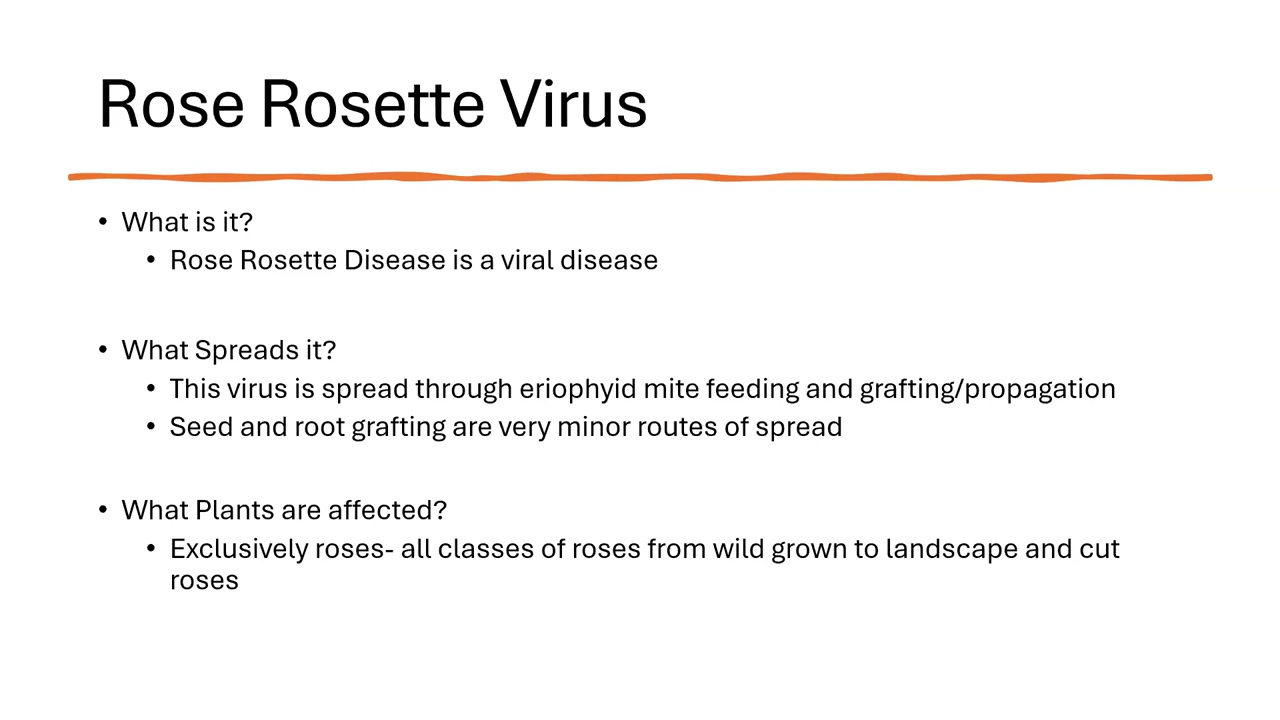 Rose Rosette Virus
• What is it?
• Rose Rosette Disease is a viral disease
• What Spreads it?
• This virus is spread through eriophyid mite feeding and grafting/propagation
• Seed and root grafting are very minor routes of spread
• What Plants are affected?
• Exclusively roses- all classes of roses from wild grown to landscape and cut
roses